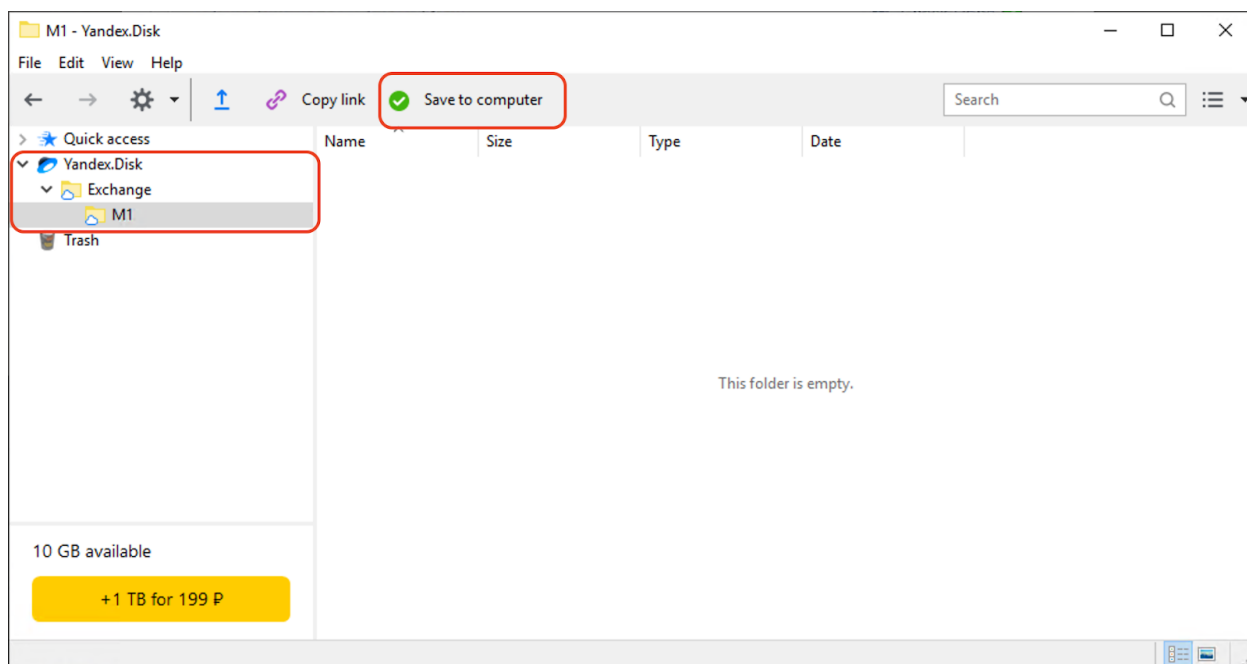 M1 - Yandex.Disk
File Edit View Help
Copy link Save to computer Search
Quick access
Name Size Type Date
Yandex.Disk
Exchange
M1
Trash
This folder is empty.
10 GB available
+1 TB for 199 ₽